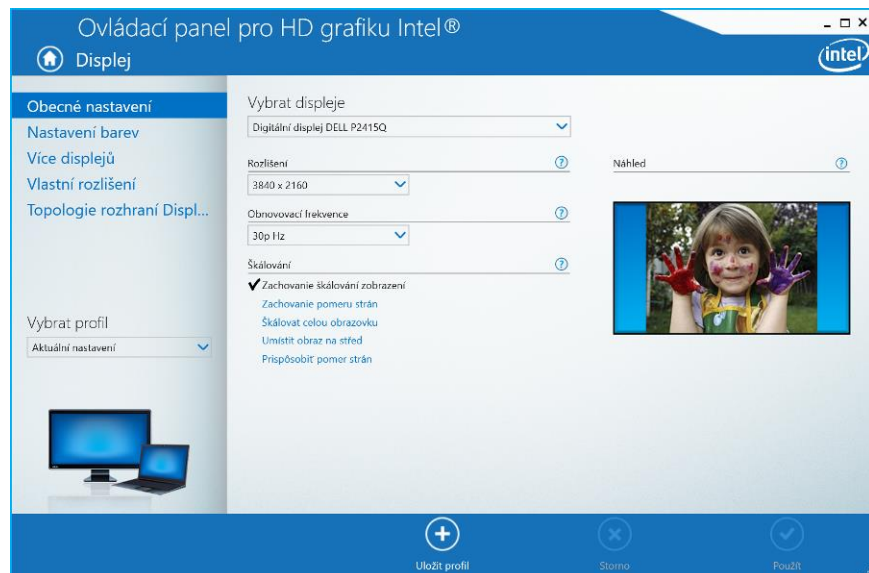 Ovládací panel pro HD grafiku Intel®
Displej
intel
Obecné nastavení
Nastavení barev
Více displejů
Vlastní rozlišení
Topologie rozhraní Displ...
Vybrat profil
Aktuální nastavení
Vybrat displeje
Digitální displej DELL P2415Q
Rozlišení
?
3840 x 2160
Obnovovací frekvence
?
30p Hz
Škálování
?
Zachovanie škálování zobrazení
Zachovanie pomeru strán
Škálovat celou obrazovku
Umístit obraz na střed
Prispôsobiť pomer strán
Náhled
?
Uložit profil
Storno
Použít